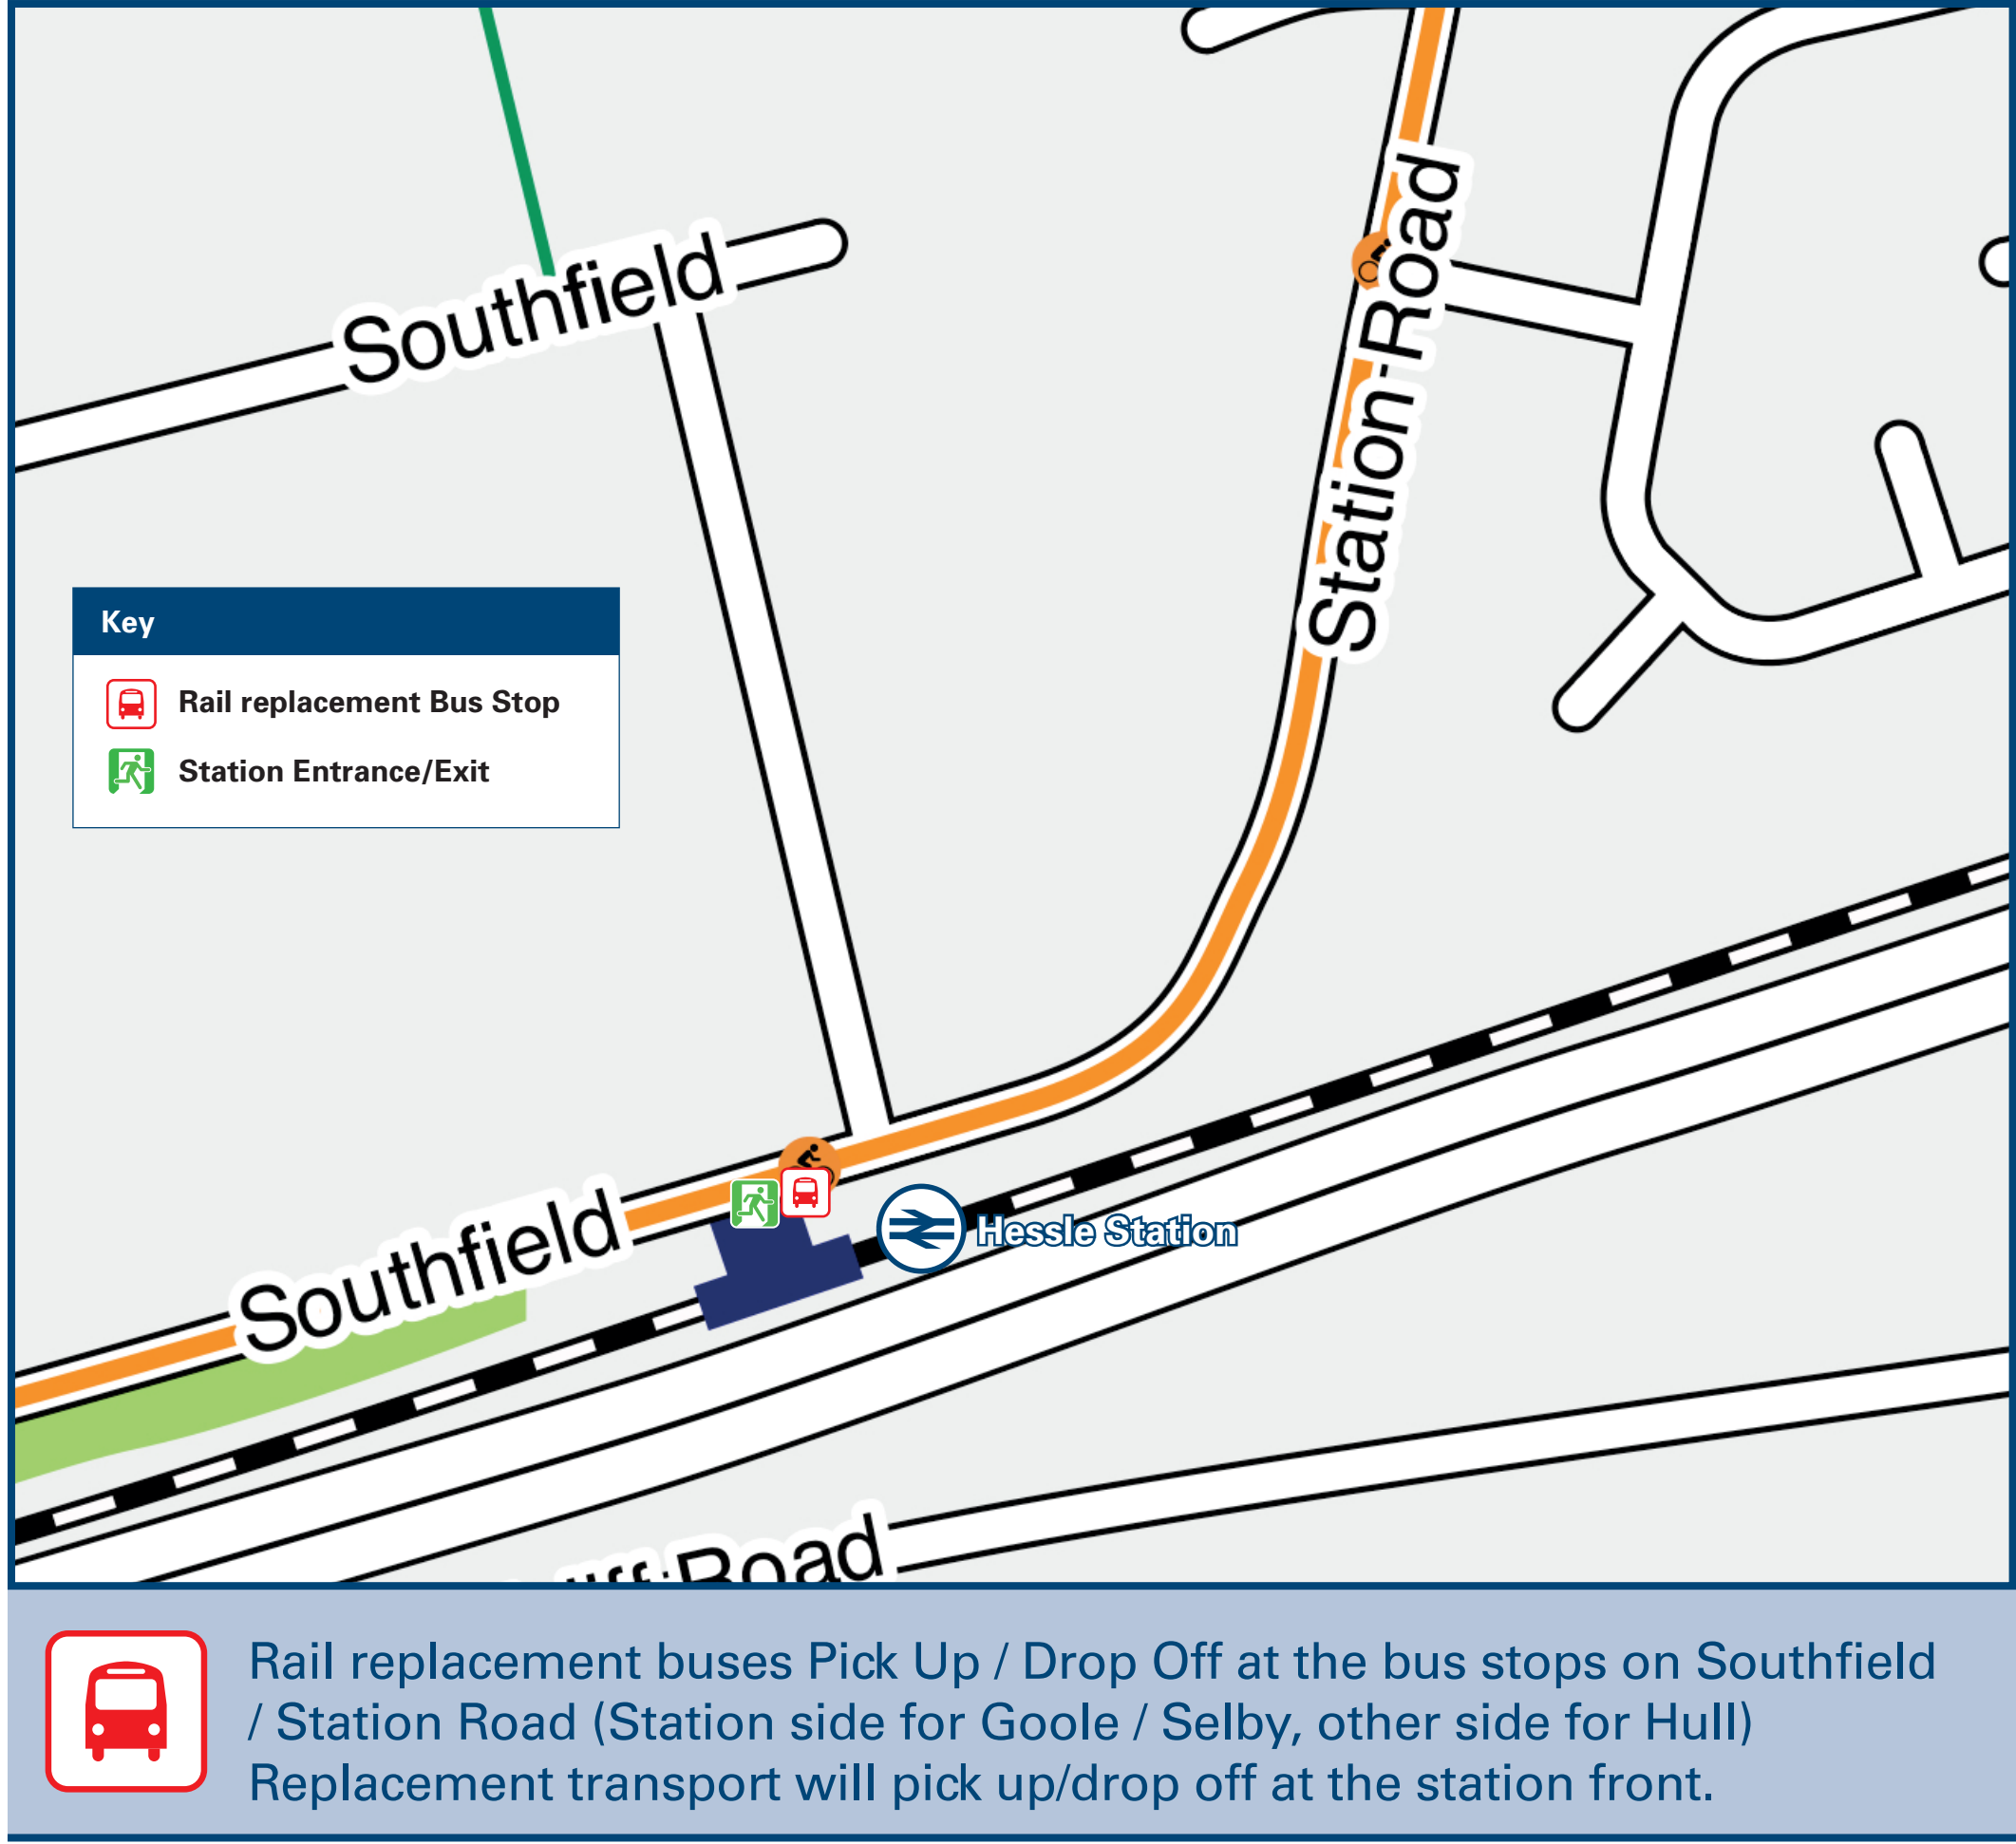 Southfield
Station Road
Key
Rail replacement Bus Stop
Station Entrance/Exit
Hessle Station
Southfield
Road
Rail replacement buses Pick Up / Drop Off at the bus stops on Southfield
/ Station Road (Station side for Goole / Selby, other side for Hull)
Replacement transport will pick up/drop off at the station front.